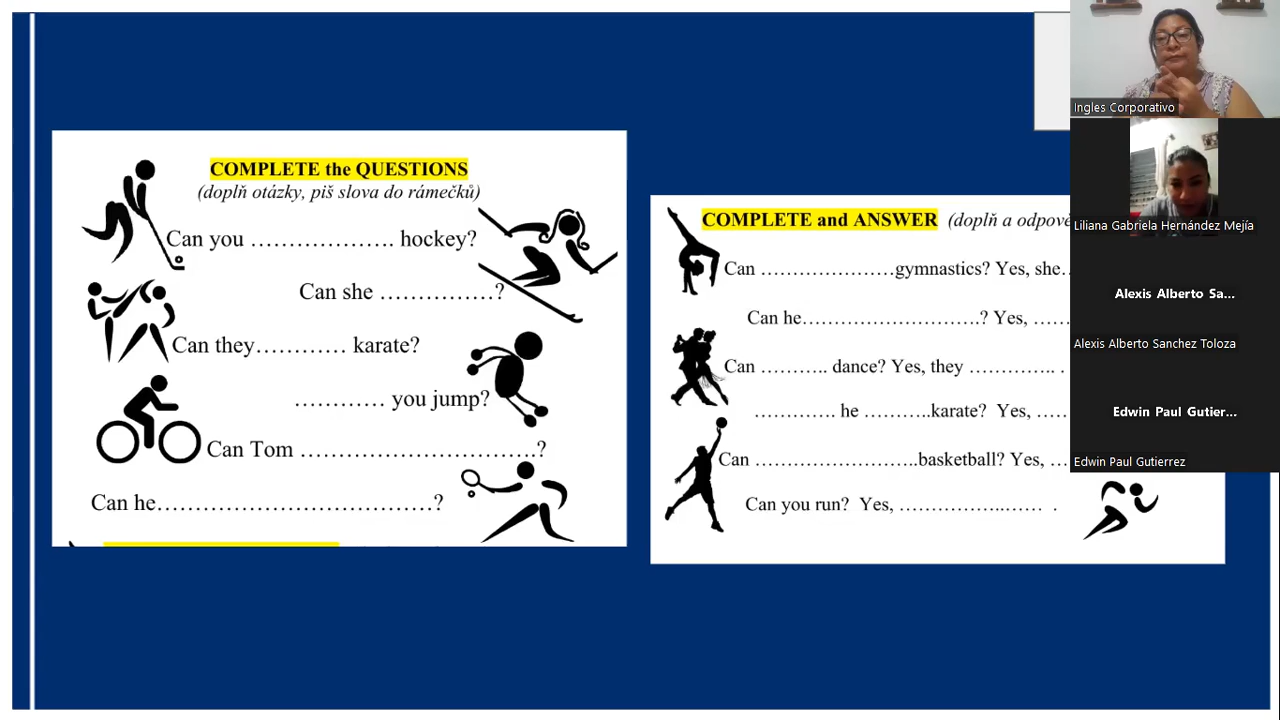 COMPLETE the QUESTIONS
(doplň otázky, piš slova do rámečků)
Can you ………………. hockey?
Can she ……………?
Can they………… karate?
………… you jump?
Can Tom ………………………….?
Can he………………………………?
COMPLETE and ANSWER (doplň a odpově
Can …………………gymnastics? Yes, she..
Can he……………………….? Yes, ……
Can ……….. dance? Yes, they ………….. .
…………. he ………..karate? Yes, …..
Can ……………………..basketball? Yes, …
Can you run? Yes, ……………..…… .
Ingles Corporativo
Liliana Gabriela Hernández Mejía
Alexis Alberto Sa...
Alexis Alberto Sanchez Toloza
Edwin Paul Gutier...
Edwin Paul Gutierrez